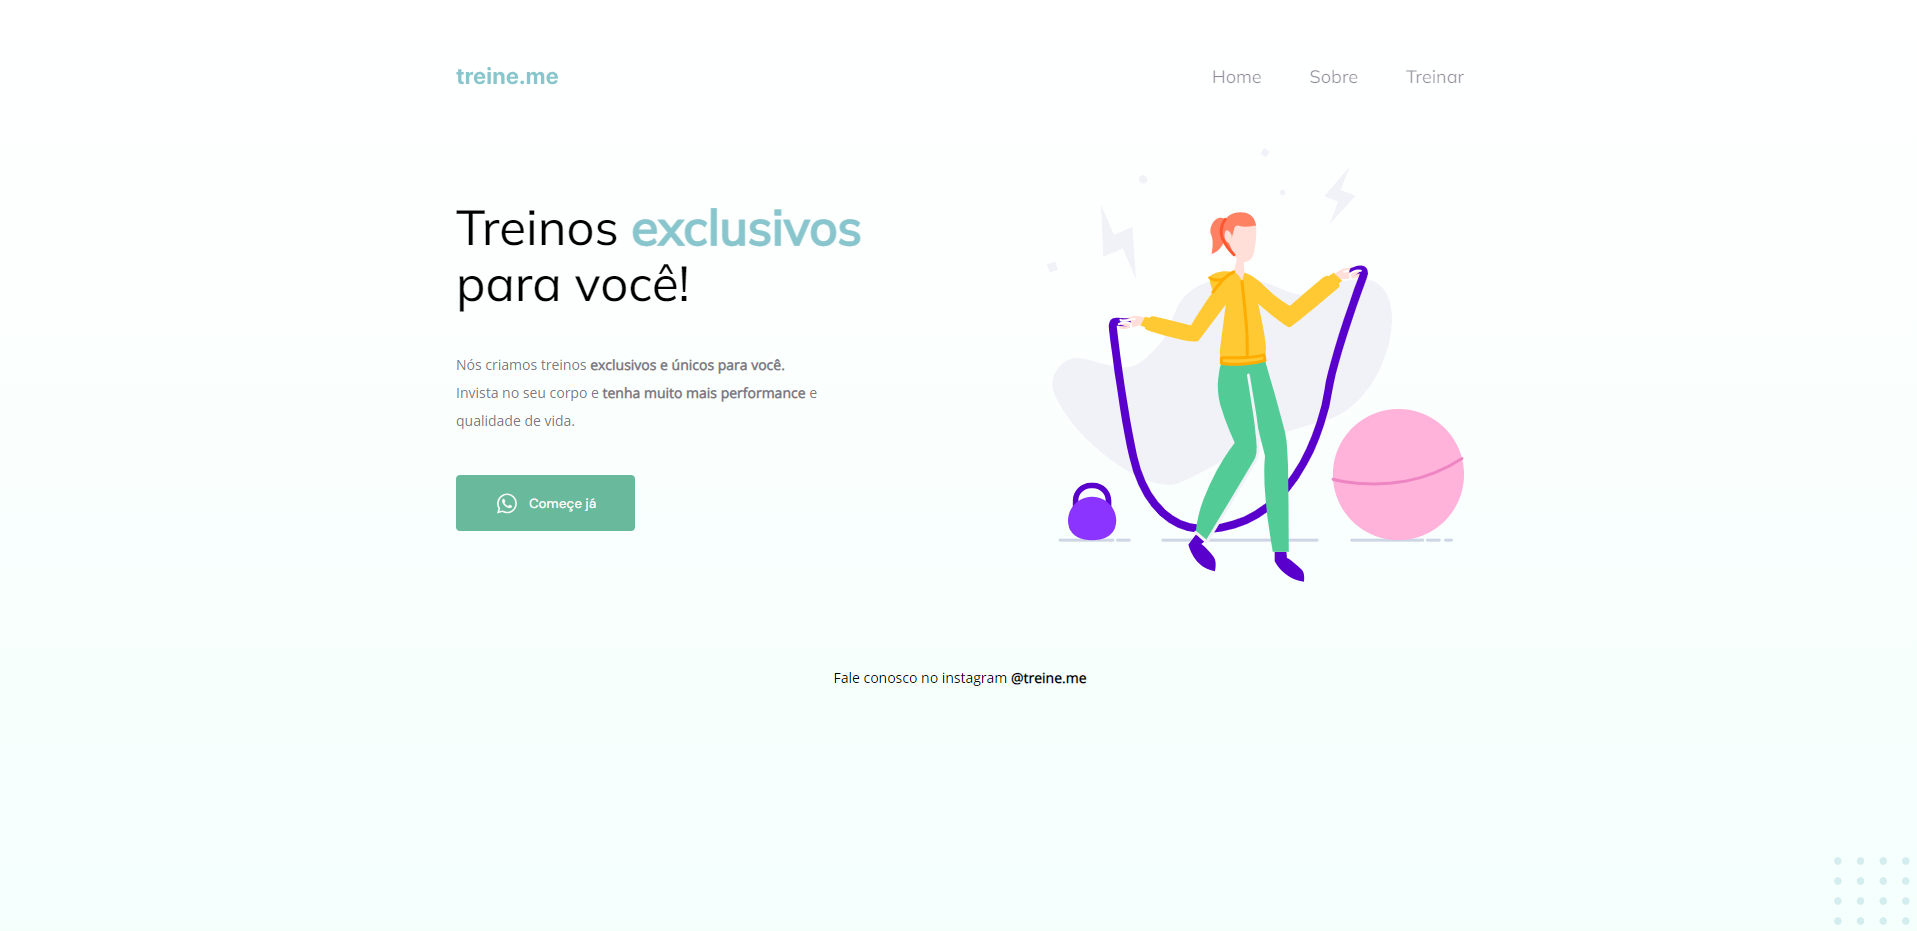 treine.me
Home
Sobre
Treinar
Treinos exclusivos
para você!
Nós criamos treinos exclusivos e únicos para você.
Invista no seu corpo e tenha muito mais performance e
qualidade de vida.
Começe já
Fale conosco no instagram @treine.me